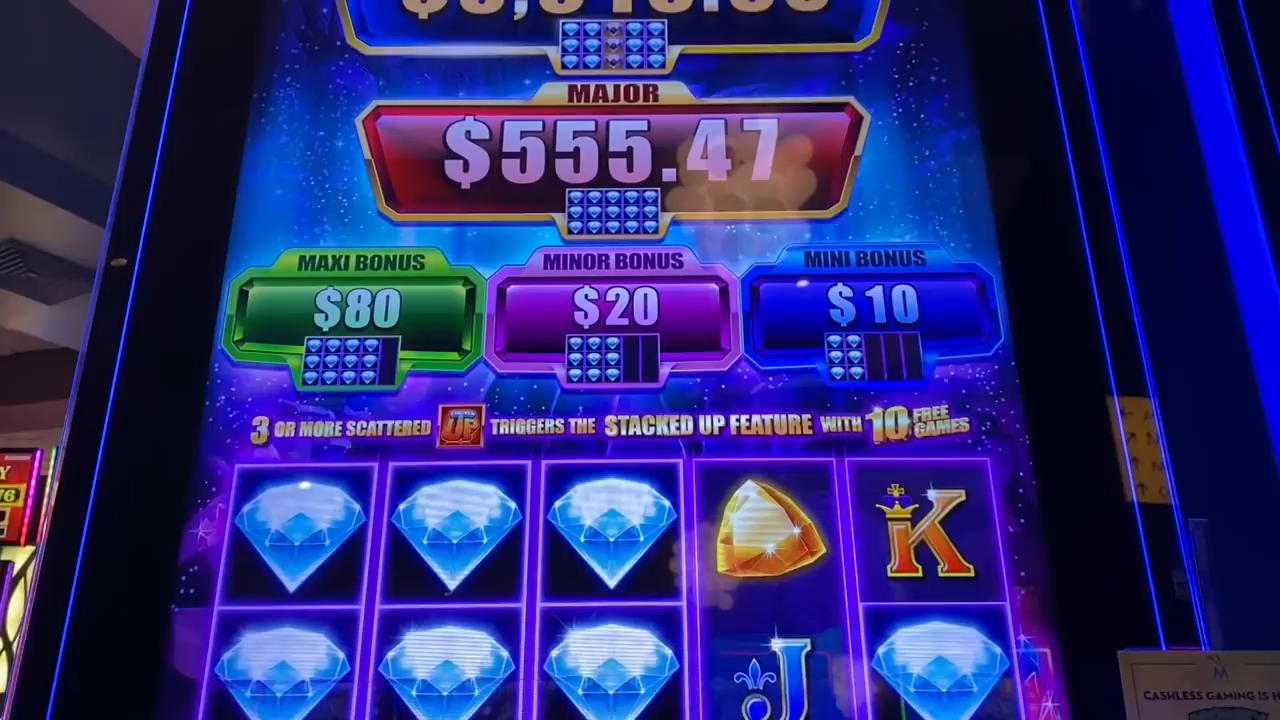 MAJOR
$555.47
MAXI BONUS
MINOR BONUS
MINI BONUS
$80
$20
$10
3 OR MORE SCATTERED UP TRIGGERS THE STACKED UP FEATURE WITH 10 FREE GAMES
K
J
Y
76
M
CASHLESS GAMING IS